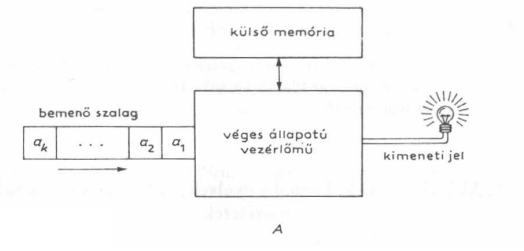 külső memória
bemenő szalag
a_k ... a_2 a_1
véges állapotú
vezérlőmű
kimeneti jel
A